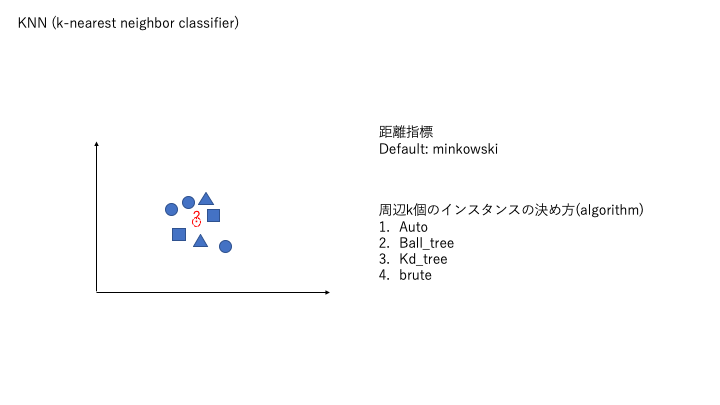 KNN (k-nearest neighbor classifier)
距離指標
Default: minkowski
?
周辺k個のインスタンスの決め方(algorithm)
1. Auto
2. Ball_tree
3. Kd_tree
4. brute